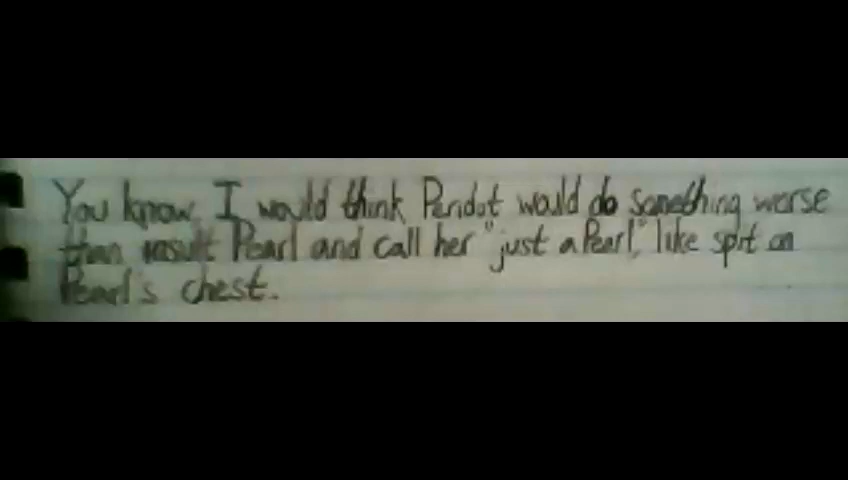 You know, I would think Peridot would do something worse
than insult Pearl and call her "just a Pearl," like spit on
Pearl's chest.